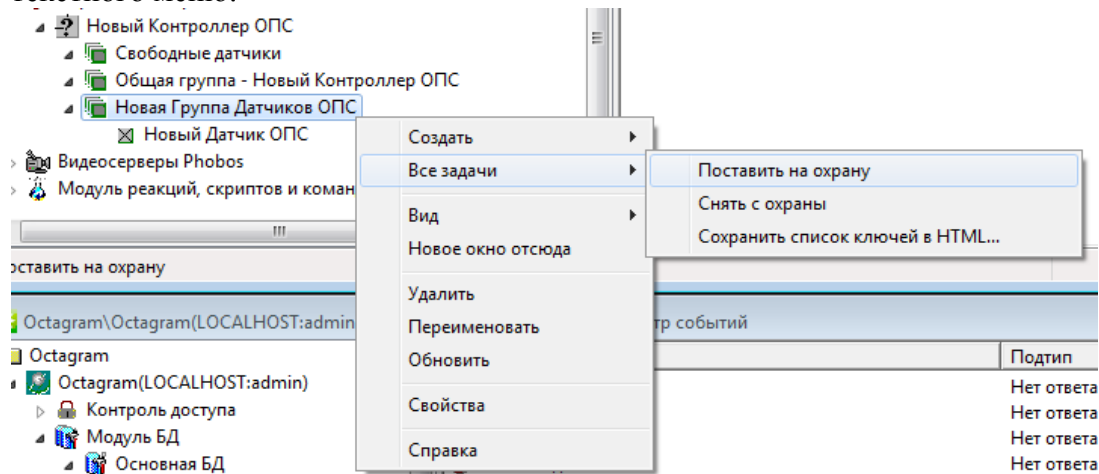 текстного меню:
Новый Контроллер ОПС
Свободные датчики
Общая группа - Новый Контроллер ОПС
Новая Группа Датчиков ОПС
Новый Датчик ОПС
Видеосерверы Phobos
Модуль реакций, скриптов и коман
Создать
Все задачи
Вид
Новое окно отсюда
Удалить
Переименовать
Обновить
Свойства
Справка
Поставить на охрану
Снять с охраны
Сохранить список ключей в HTML...
оставить на охрану
Octagram\Octagram(LOCALHOST:admin
тр событий
Octagram
Octagram(LOCALHOST:admin)
Контроль доступа
Модуль БД
Основная БД
Подтип
Нет ответа
Нет ответа
Нет ответа
Нет ответа